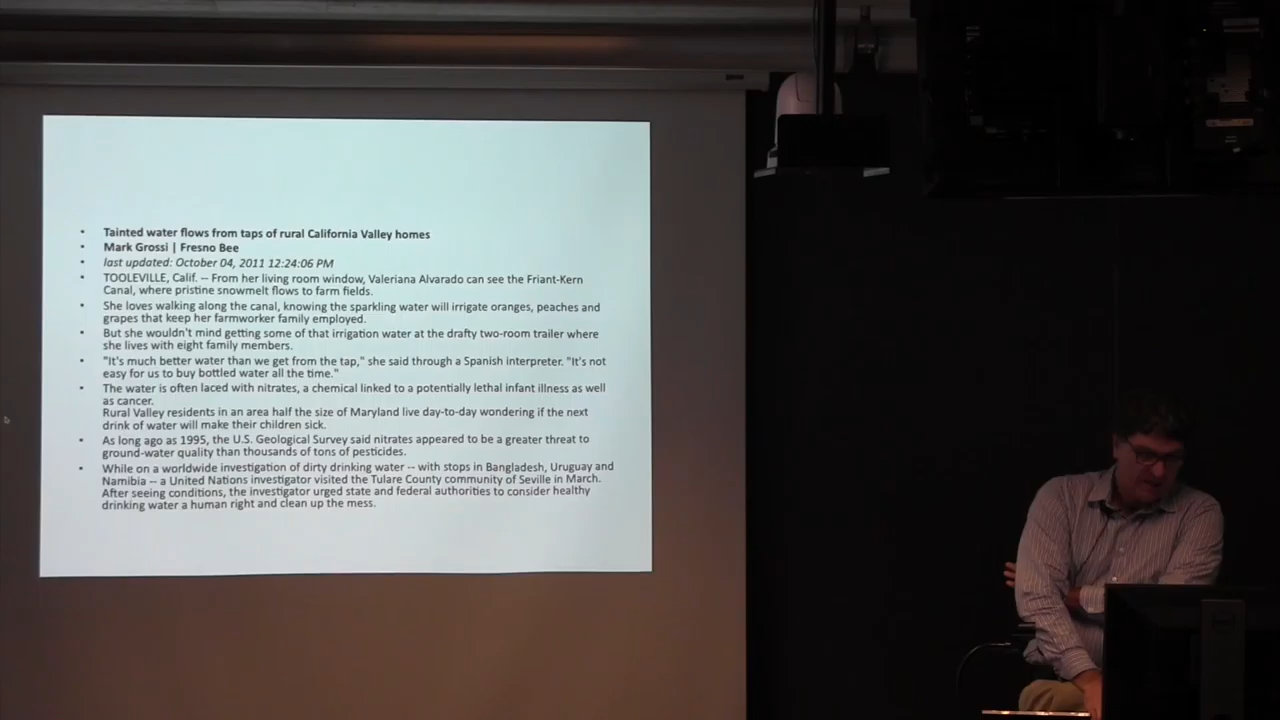 • Tainted water flows from taps of rural California Valley homes
• Mark Grossi | Fresno Bee
• last updated: October 04, 2011 12:24:06 PM
• TOOLEVILLE, Calif. -- From her living room window, Valeriana Alvarado can see the Friant-Kern
Canal, where pristine snowmelt flows to farm fields.
• She loves walking along the canal, knowing the sparkling water will irrigate oranges, peaches and
grapes that keep her farmworker family employed.
• But she wouldn't mind getting some of that irrigation water at the drafty two-room trailer where
she lives with eight family members.
• "It's much better water than we get from the tap," she said through a Spanish interpreter. "It's not
easy for us to buy bottled water all the time."
• The water is often laced with nitrates, a chemical linked to a potentially lethal infant illness as well
as cancer.
Rural Valley residents in an area half the size of Maryland live day-to-day wondering if the next
drink of water will make their children sick.
• As long ago as 1995, the U.S. Geological Survey said nitrates appeared to be a greater threat to
ground-water quality than thousands of tons of pesticides.
• While on a worldwide investigation of dirty drinking water -- with stops in Bangladesh, Uruguay and
Namibia -- a United Nations investigator visited the Tulare County community of Seville in March.
After seeing conditions, the investigator urged state and federal authorities to consider healthy
drinking water a human right and clean up the mess.